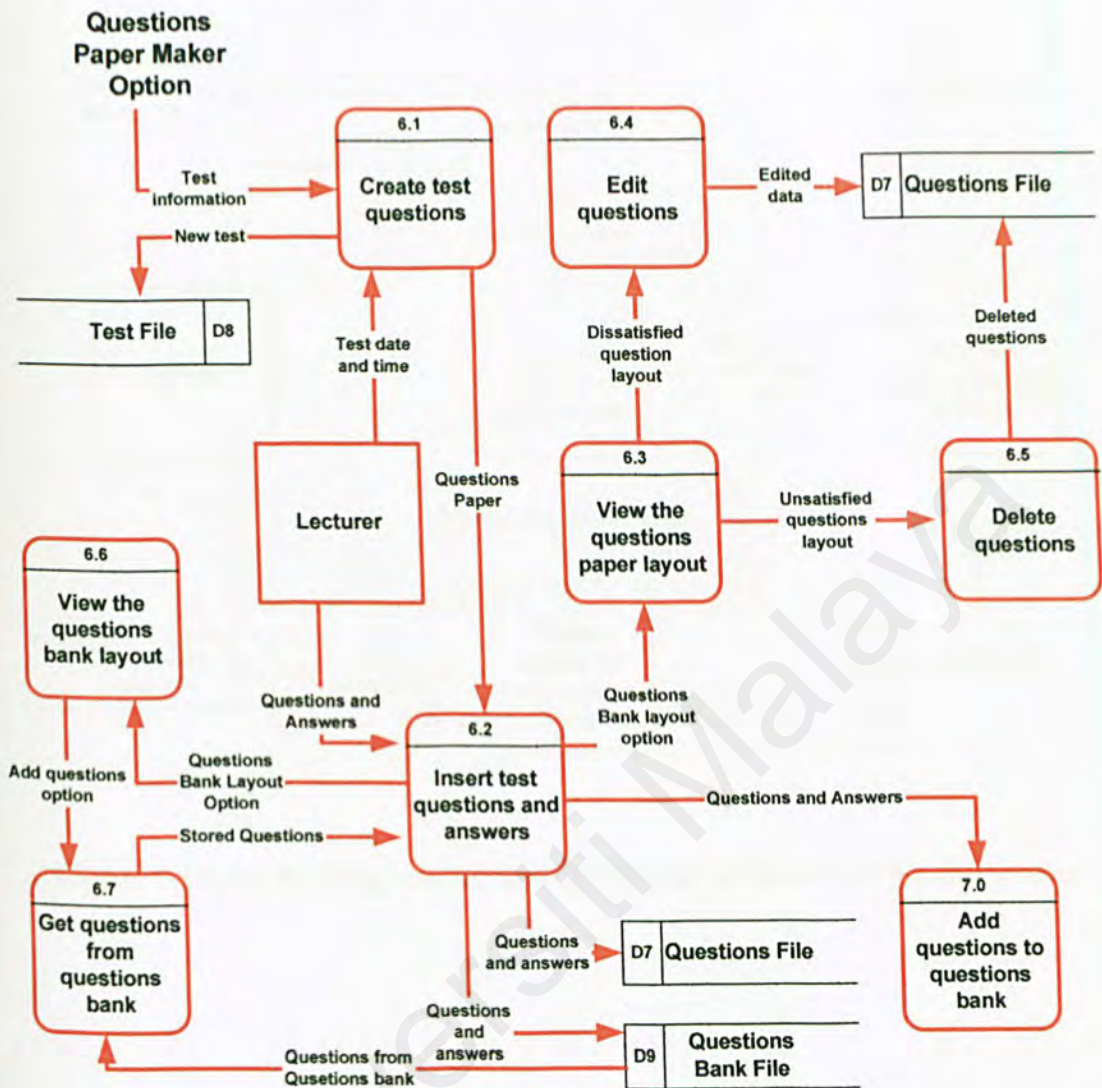 Questions
Paper Maker
Option
Test
information
New test
Test File
D8
6.1
Create test
questions
Test date
and time
6.4
Edit
questions
Edited
data
D7
Questions File
Dissatisfied
question
layout
Deleted
questions
Lecturer
Questions
Paper
6.3
View the
questions
paper layout
Unsatisfied
questions
layout
6.5
Delete
questions
6.6
View the
questions
bank layout
Questions and
Answers
Questions
Bank layout
option
Add questions
option
Questions
Bank Layout
Option
6.2
Insert test
questions and
answers
Questions and Answers
Stored Questions
6.7
Get questions
from
questions
bank
7.0
Add
questions to
questions
bank
Questions
and answers
D7
Questions File
Questions
and
answers
D9
Questions
Bank File
Questions from
Qusetions bank
ersiti Malaya